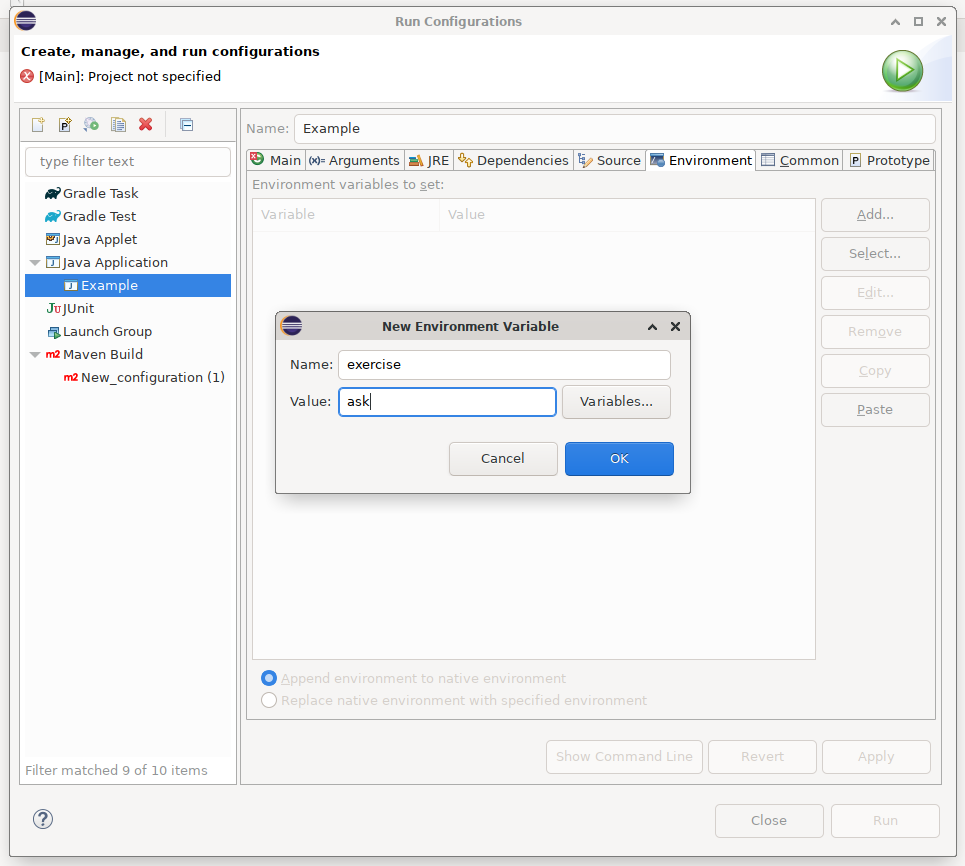 Run Configurations
Create, manage, and run configurations
[Main]: Project not specified
type filter text
Gradle Task
Gradle Test
Java Applet
Java Application
Example
JUnit
Launch Group
Maven Build
New_configuration (1)
Filter matched 9 of 10 items
Name: Example
Main Arguments JRE Dependencies Source Environment Common Prototype
Environment variables to set:
Variable Value
Add...
Select...
Edit...
Remove
Copy
Paste
New Environment Variable
Name: exercise
Value: ask Variables...
Cancel OK
Append environment to native environment
Replace native environment with specified environment
Show Command Line Revert Apply
Close Run